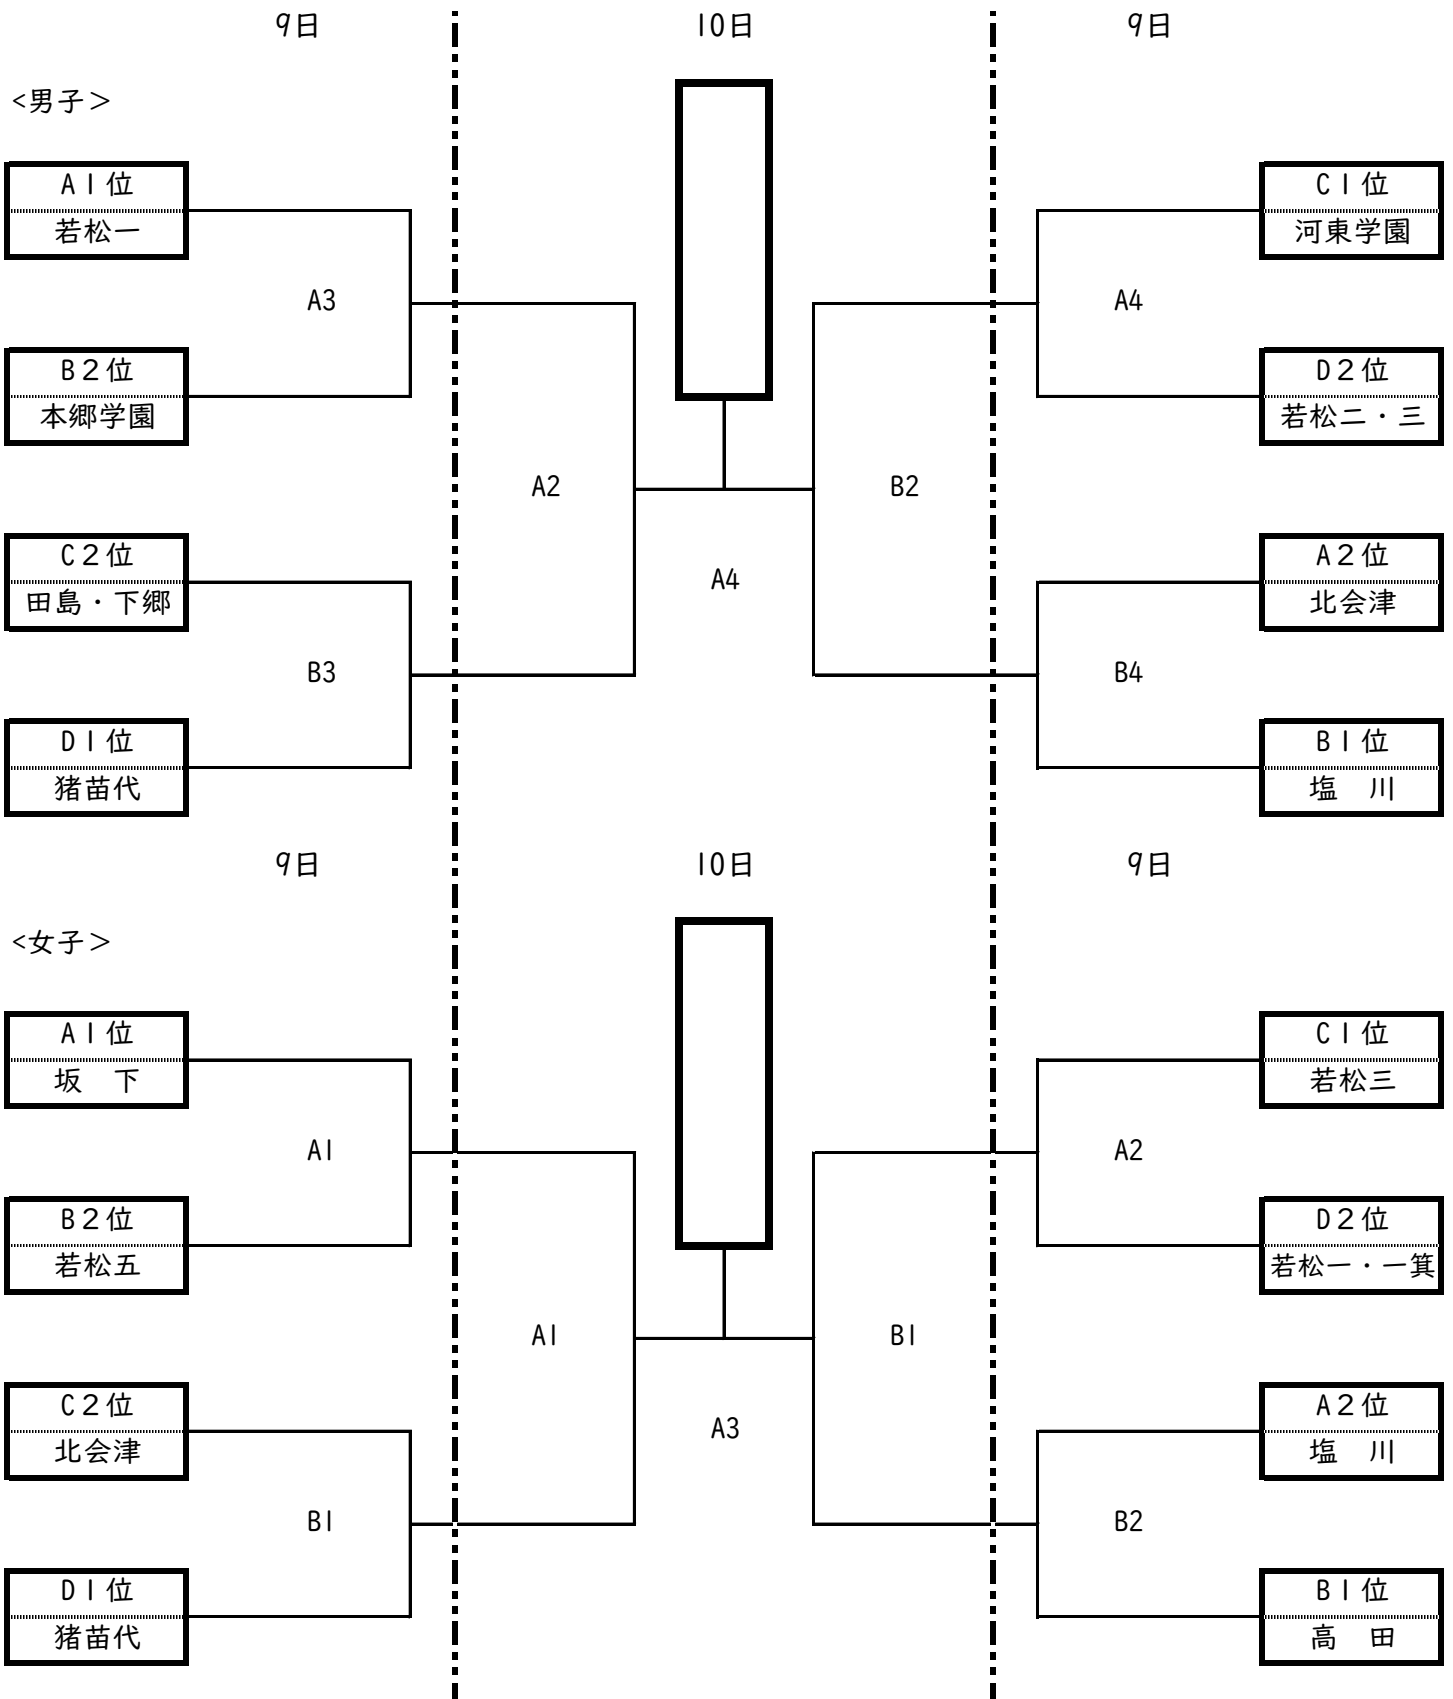 9日 10日 9日
<男子>
A1位 C1位
若松一 河東学園
A3 A4
B2位 D2位
本郷学園 若松二・三
A2 B2
C2位 A2位
田島・下郷 北会津
A4
B3 B4
D1位 B1位
猪苗代 塩　川
9日 10日 9日
<女子>
A1位 C1位
坂　下 若松三
A1 A2
B2位 D2位
若松五 若松一・一箕
A1 B1
C2位 A2位
北会津 塩　川
A3
B1 B2
D1位 B1位
猪苗代 高　田